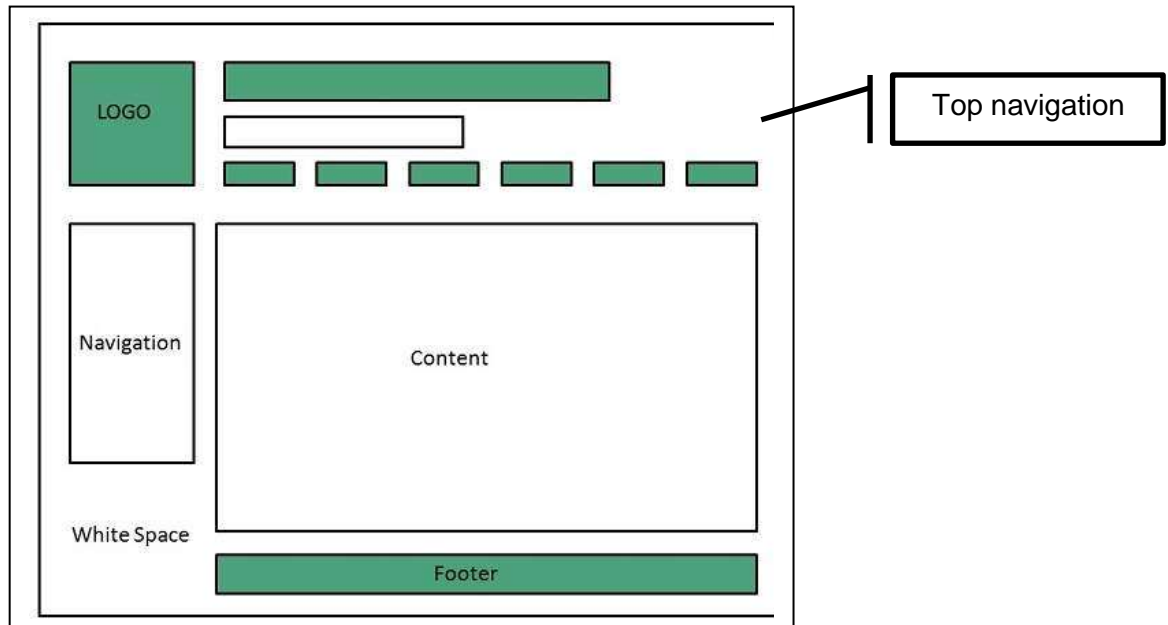 LOGO
Top navigation
Navigation
Content
White Space
Footer